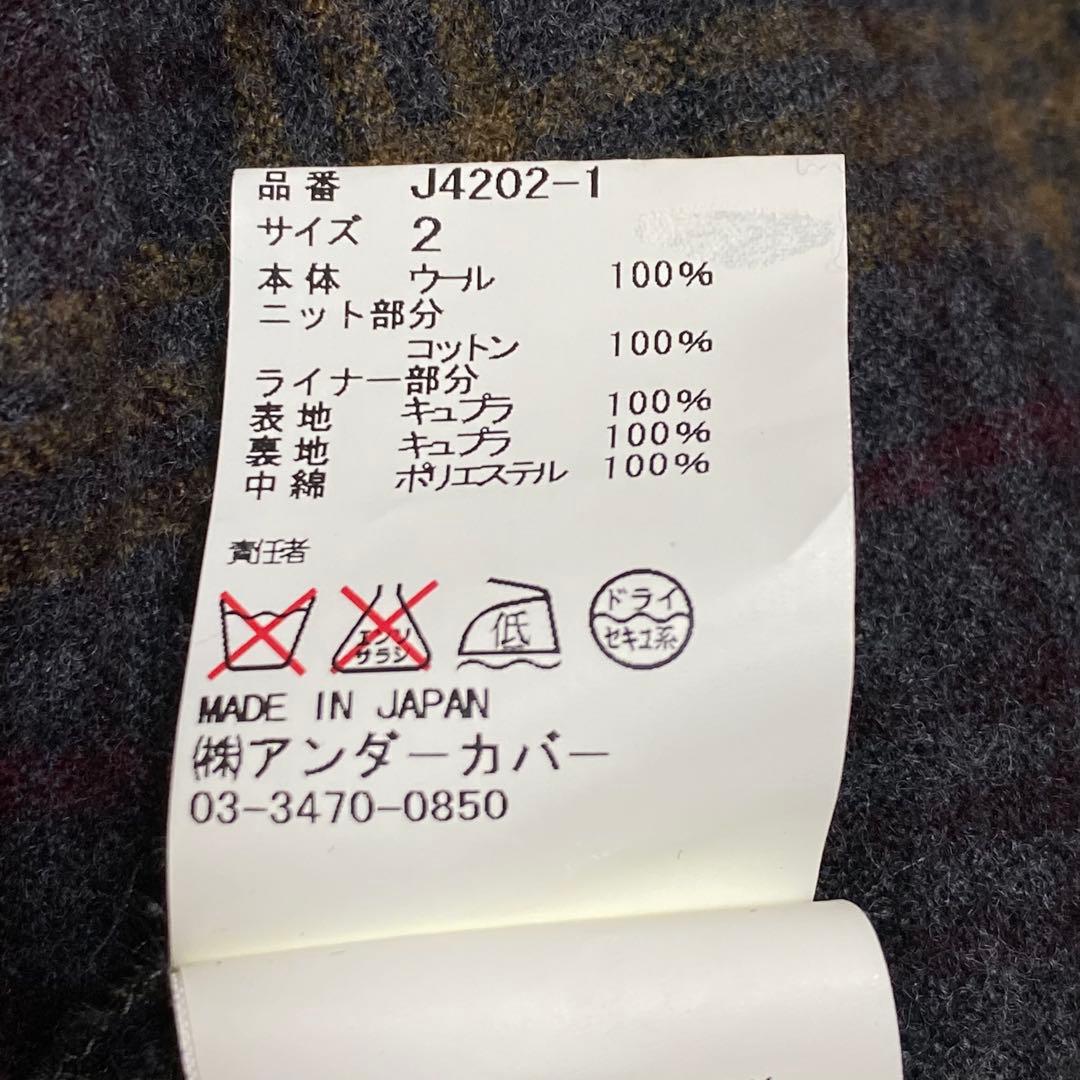 品番 J4202-1
サイズ 2
本体 ウール 100%
ニット部分
コットン 100%
ライナー部分
表地 キュプラ 100%
裏地 キュプラ 100%
中綿 ポリエステル 100%
責任者
エンソ サラシ 低 ドライ セキユ系
MADE IN JAPAN
㈱アンダーカバー
03-3470-0850